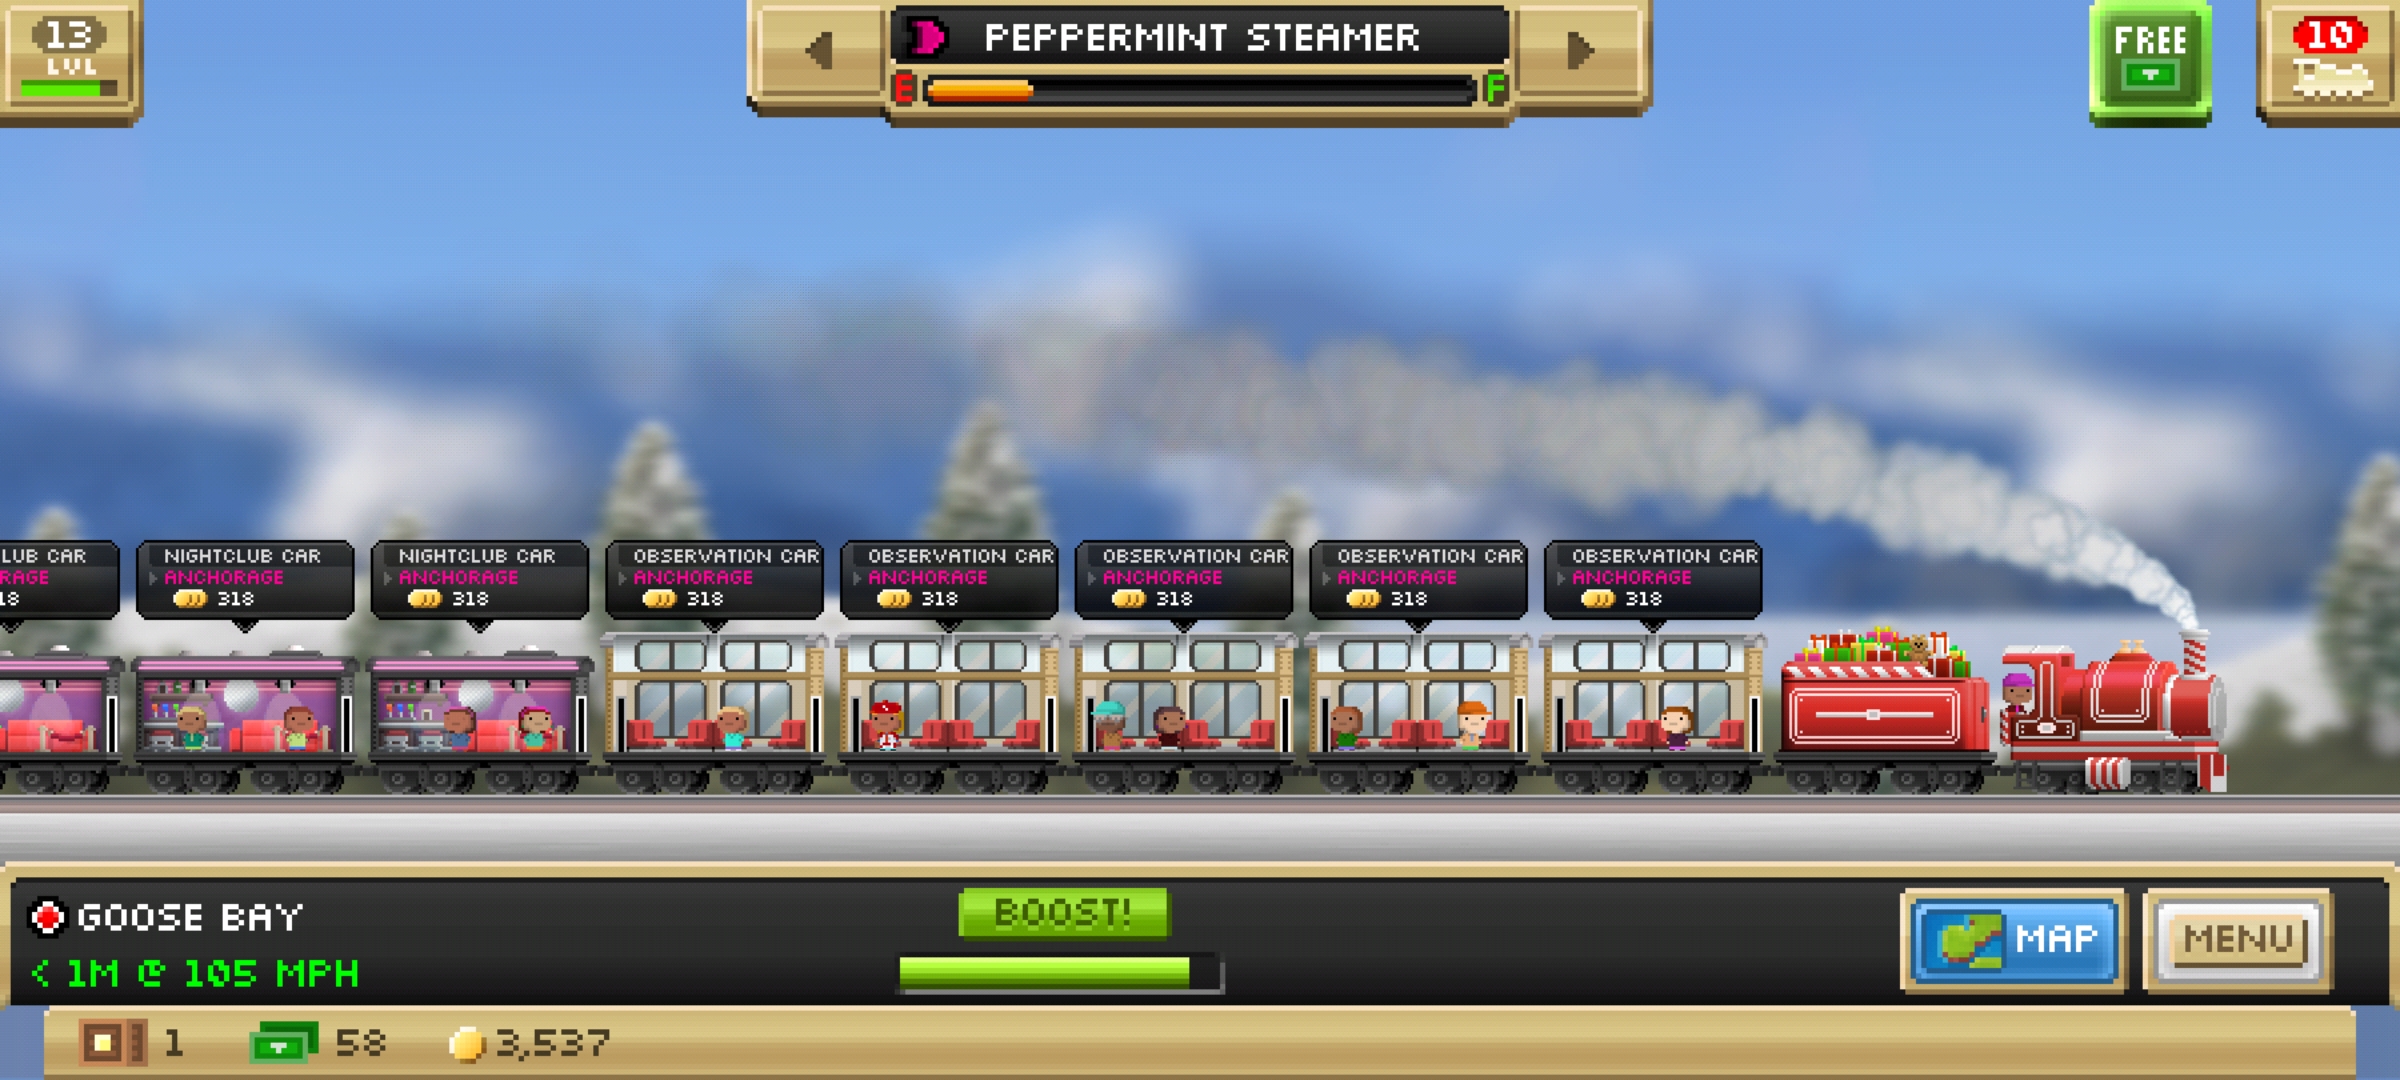 13
LVL
PEPPERMINT STEAMER
E
F
FREE
10
LUB CAR
RAGE
18
NIGHTCLUB CAR
ANCHORAGE
318
NIGHTCLUB CAR
ANCHORAGE
318
OBSERVATION CAR
ANCHORAGE
318
OBSERVATION CAR
ANCHORAGE
318
OBSERVATION CAR
ANCHORAGE
318
OBSERVATION CAR
ANCHORAGE
318
OBSERVATION CAR
ANCHORAGE
318
GOOSE BAY
< 1M @ 105 MPH
BOOST!
MAP
MENU
1
58
3,537